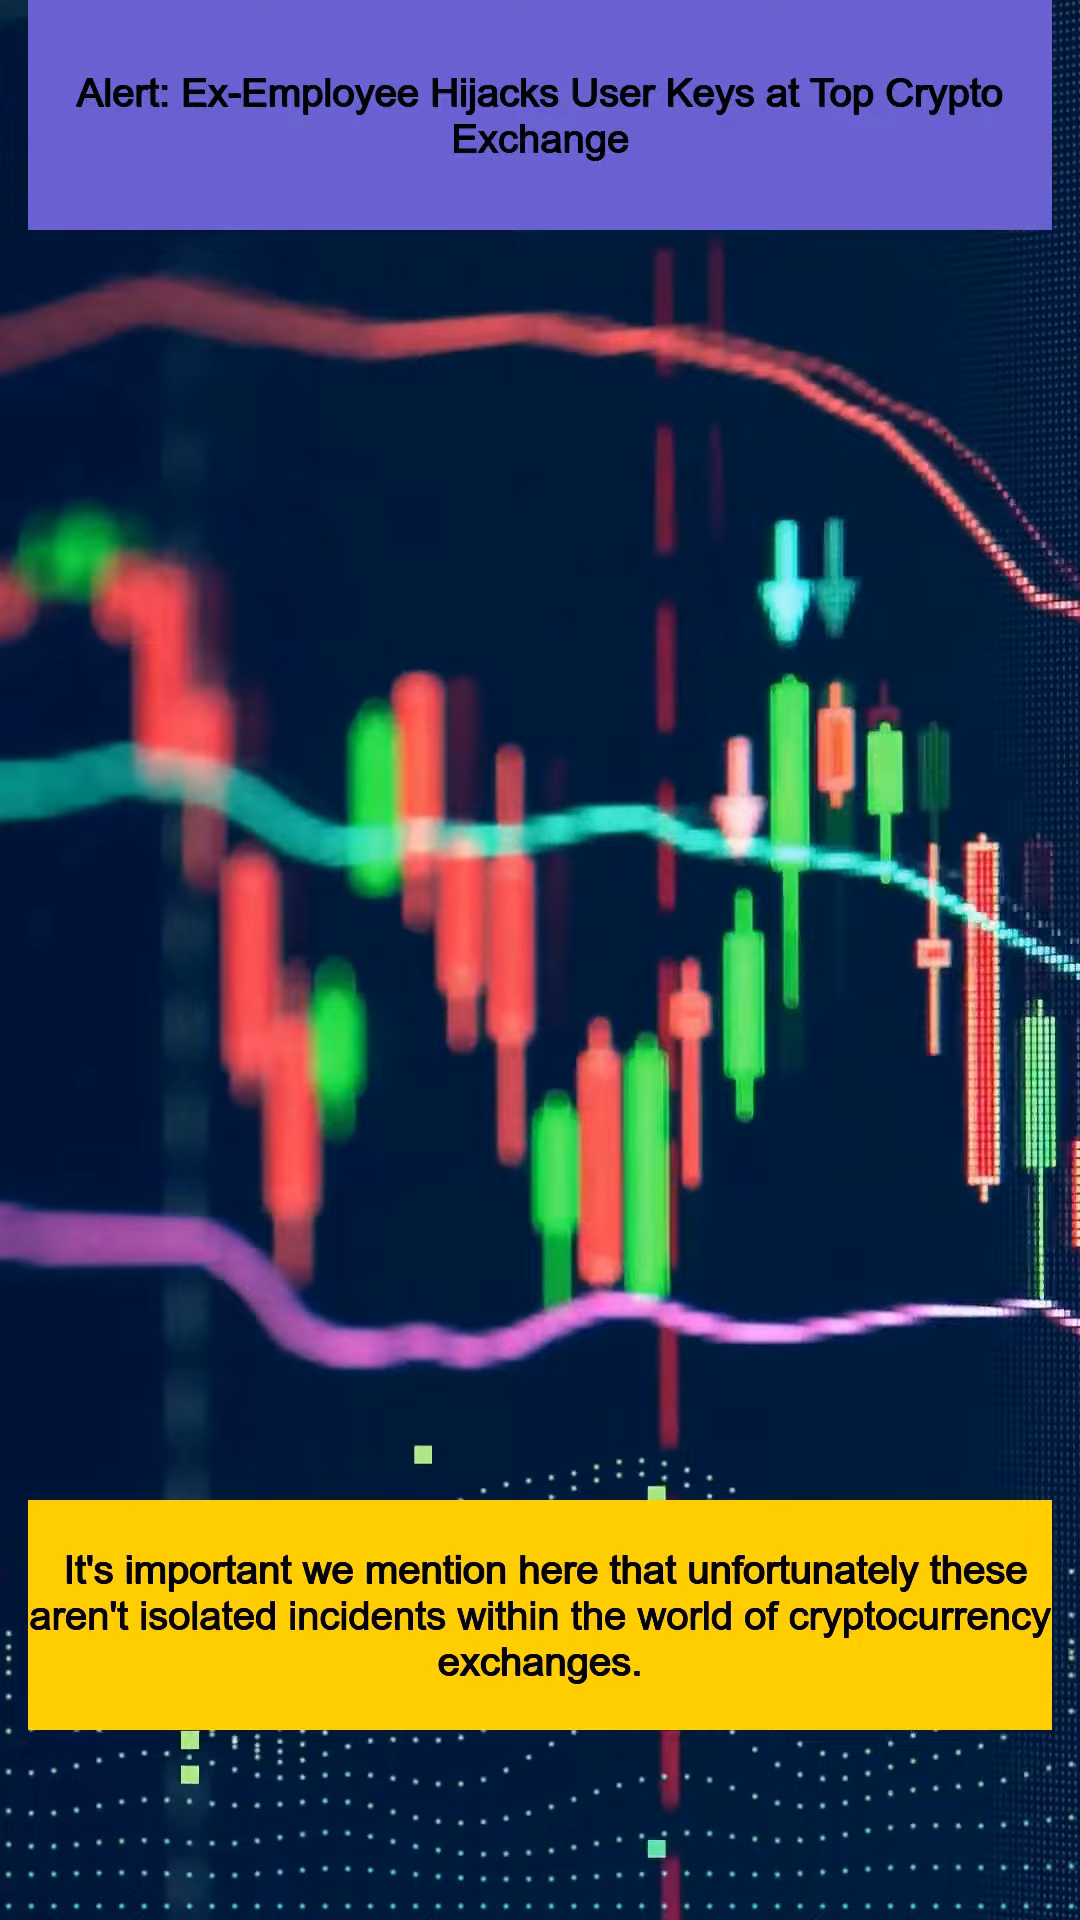 Alert: Ex-Employee Hijacks User Keys at Top Crypto
Exchange
It's important we mention here that unfortunately these
aren't isolated incidents within the world of cryptocurrency
exchanges.